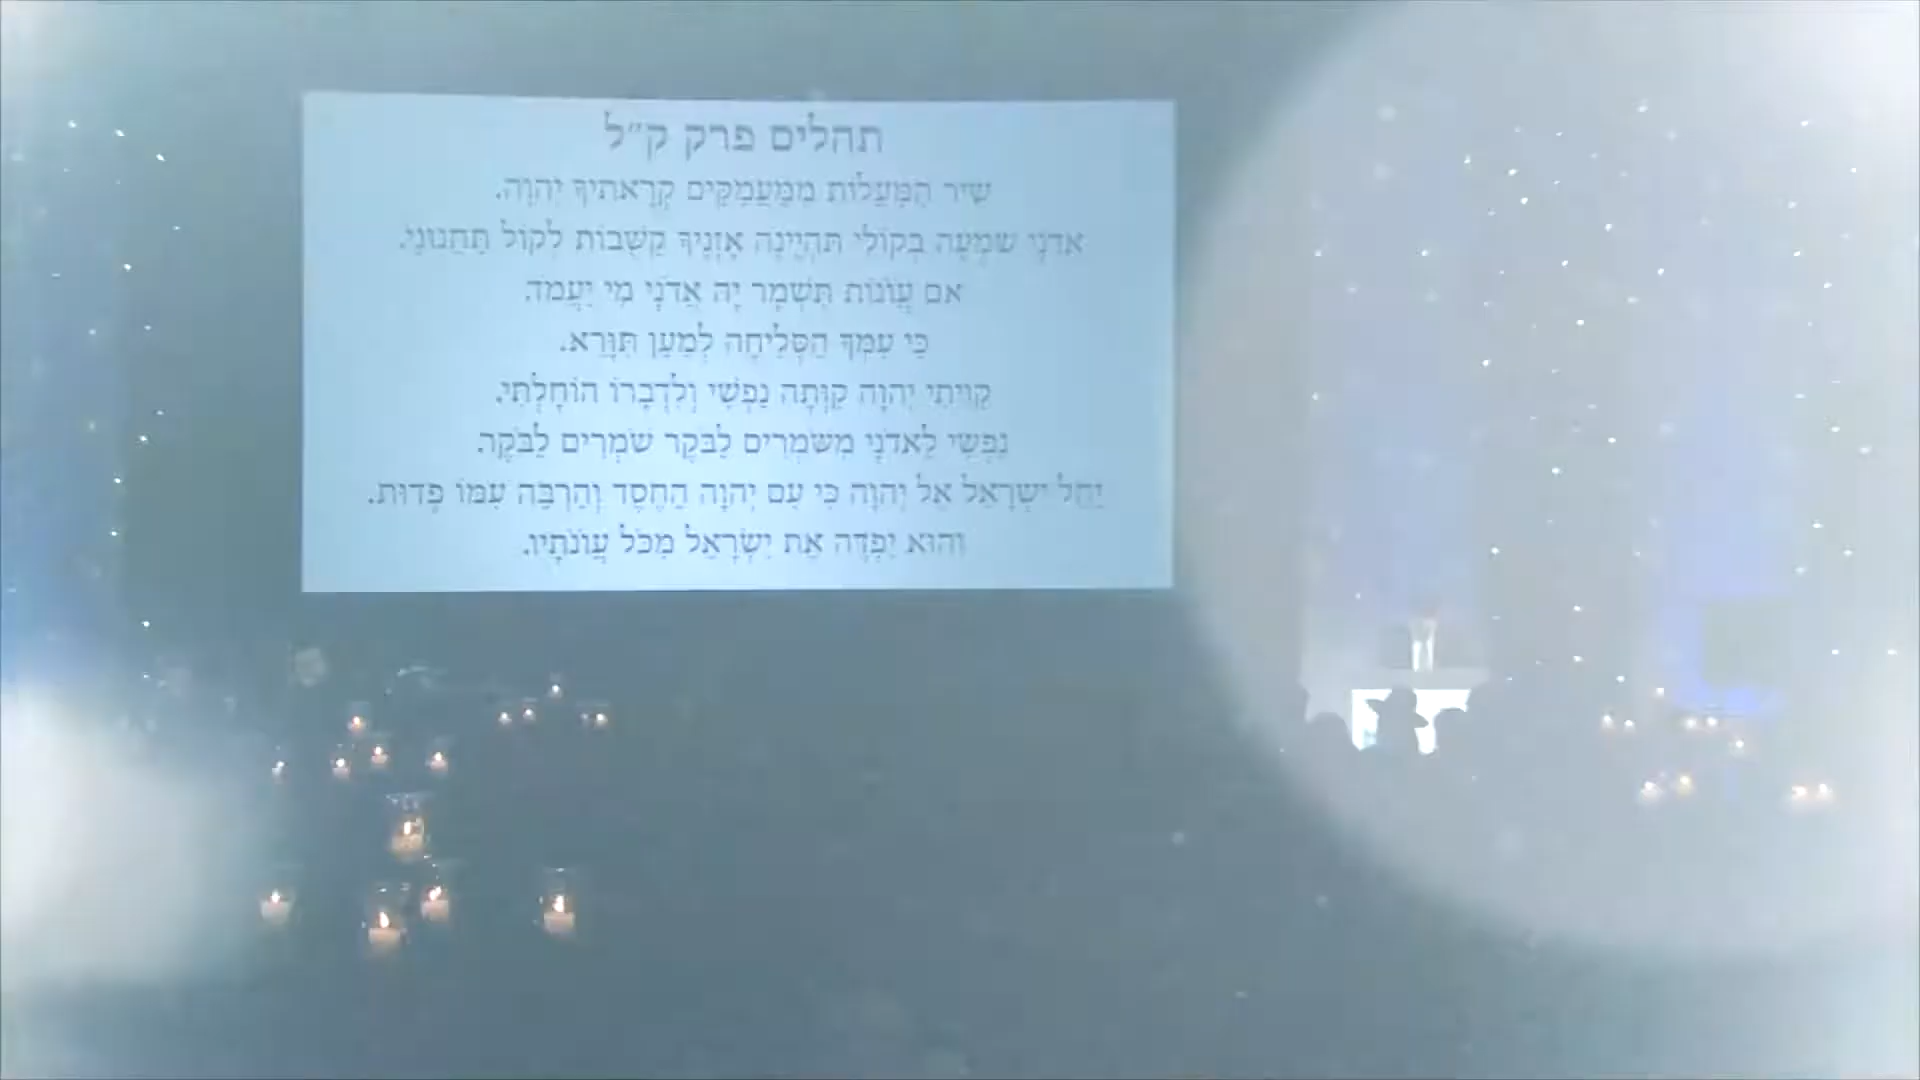 תהלים פרק ק״ל
שִׁיר הַמַּעֲלוֹת מִמַּעֲמַקִּים קְרָאתִיךָ יְהוָה.
אֲדֹנָי שִׁמְעָה בְקוֹלִי תִּהְיֶינָה אָזְנֶיךָ קַשֻּׁבוֹת לְקוֹל תַּחֲנוּנָי.
אִם עֲוֹנוֹת תִּשְׁמָר יָהּ אֲדֹנָי מִי יַעֲמֹד.
כִּי עִמְּךָ הַסְּלִיחָה לְמַעַן תִּוָּרֵא.
קִוִּיתִי יְהוָה קִוְּתָה נַפְשִׁי וְלִדְבָרוֹ הוֹחָלְתִּי.
נַפְשִׁי לַאדֹנָי מִשֹּׁמְרִים לַבֹּקֶר שֹׁמְרִים לַבֹּקֶר.
יַחֵל יִשְׂרָאֵל אֶל יְהוָה כִּי עִם יְהוָה הַחֶסֶד וְהַרְבֵּה עִמּוֹ פְדוּת.
וְהוּא יִפְדֶּה אֶת יִשְׂרָאֵל מִכֹּל עֲוֹנֹתָיו.